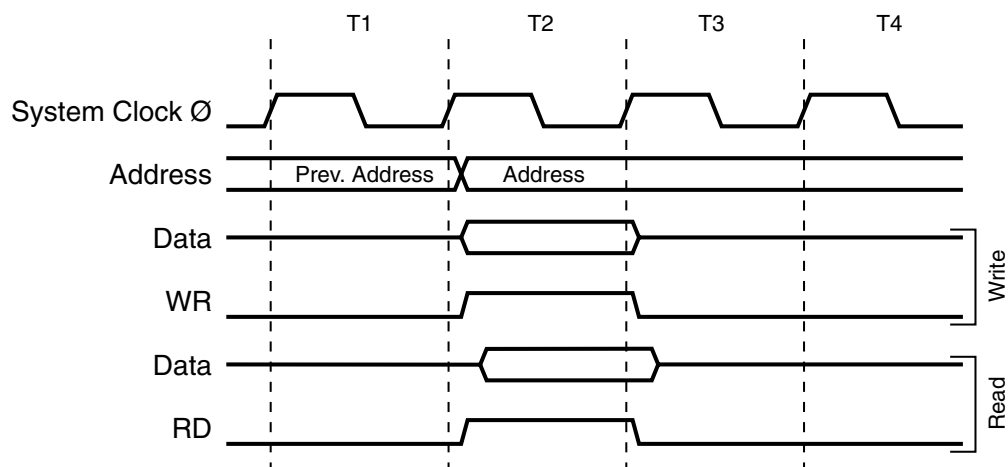 T1 T2 T3 T4
System Clock Ø
Address
Prev. Address Address
Data
WR
Write
Data
RD
Read